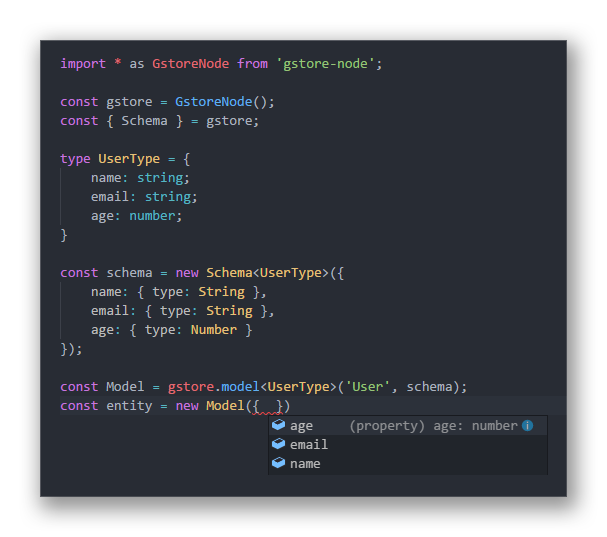 import * as GstoreNode from 'gstore-node';
const gstore = GstoreNode();
const { Schema } = gstore;
type UserType = {
name: string;
email: string;
age: number;
}
const schema = new Schema<UserType>({
name: { type: String },
email: { type: String },
age: { type: Number }
});
const Model = gstore.model<UserType>('User', schema);
const entity = new Model({  })
age (property) age: number
email
name